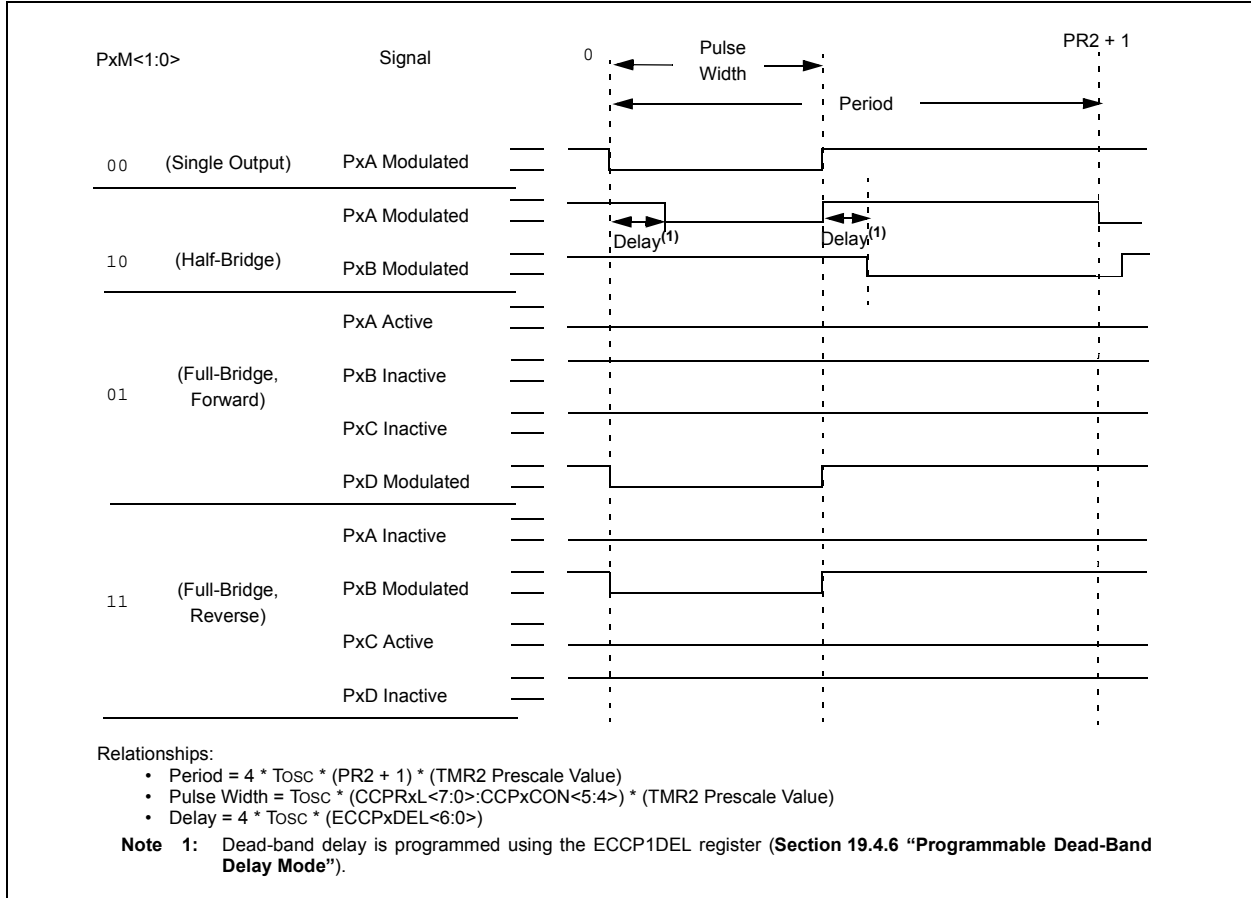 PxM<1:0> Signal 0 Pulse Width PR2 + 1
Period
00 (Single Output) PxA Modulated
PxA Modulated
Delay(1) Delay(1)
10 (Half-Bridge) PxB Modulated
PxA Active
01 (Full-Bridge, Forward) PxB Inactive
PxC Inactive
PxD Modulated
PxA Inactive
11 (Full-Bridge, Reverse) PxB Modulated
PxC Active
PxD Inactive
Relationships:
• Period = 4 * TOSC * (PR2 + 1) * (TMR2 Prescale Value)
• Pulse Width = TOSC * (CCPRxL<7:0>:CCPxCON<5:4>) * (TMR2 Prescale Value)
• Delay = 4 * TOSC * (ECCPxDEL<6:0>)
Note 1: Dead-band delay is programmed using the ECCP1DEL register (Section 19.4.6 “Programmable Dead-Band
Delay Mode”).